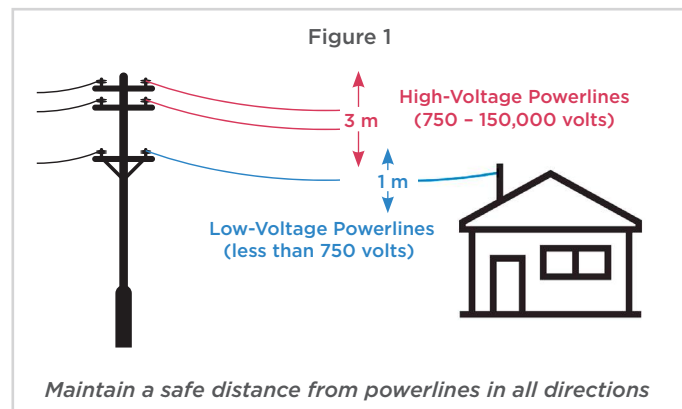 Figure 1
High-Voltage Powerlines
(750 – 150,000 volts)
3 m
1 m
Low-Voltage Powerlines
(less than 750 volts)
Maintain a safe distance from powerlines in all directions